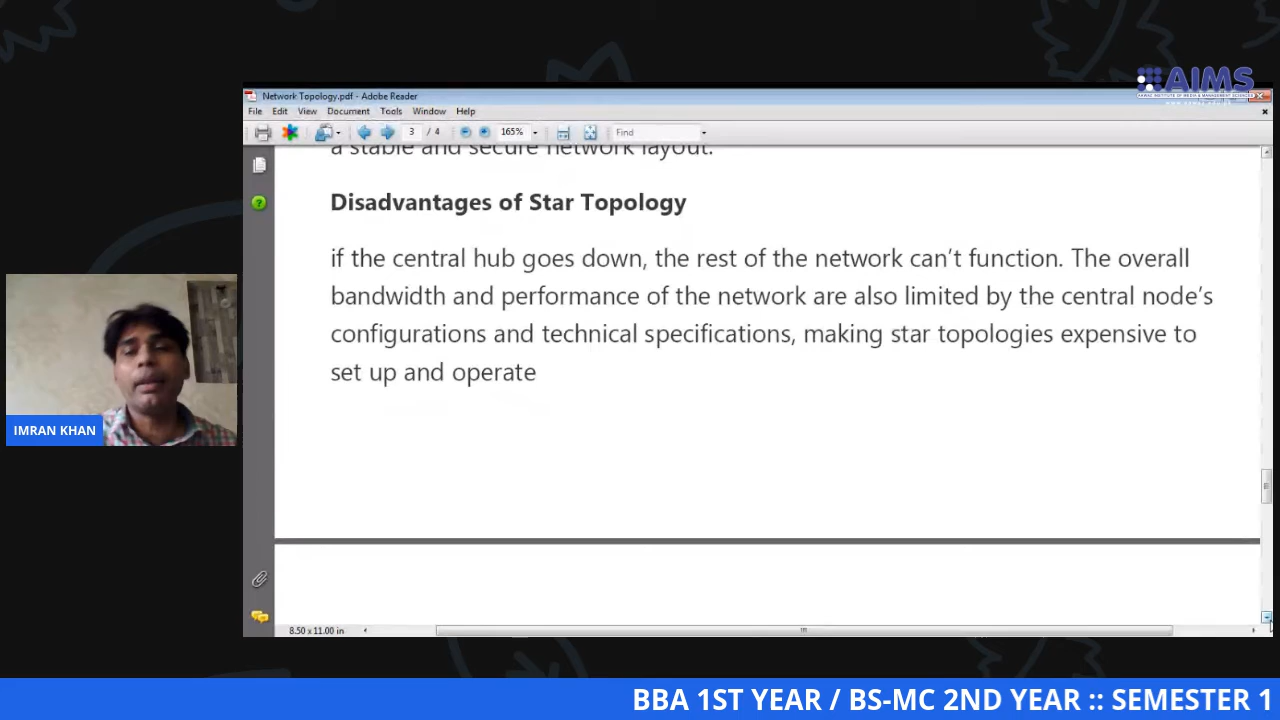 AIMS
Network Topology.pdf - Adobe Reader
File Edit View Document Tools Window Help
3 / 4 165% Find
a stable and secure network layout.
Disadvantages of Star Topology
if the central hub goes down, the rest of the network can’t function. The overall
bandwidth and performance of the network are also limited by the central node’s
configurations and technical specifications, making star topologies expensive to
set up and operate
IMRAN KHAN
8.50 x 11.00 in
BBA 1ST YEAR / BS-MC 2ND YEAR :: SEMESTER 1